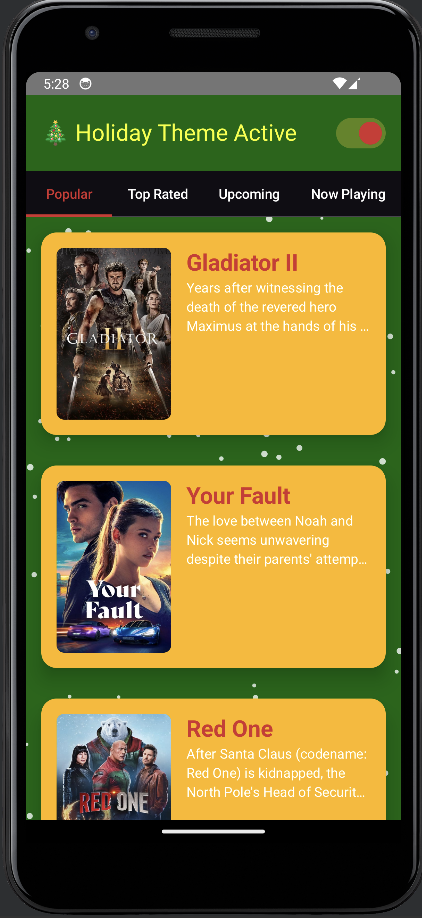 5:28
🎄 Holiday Theme Active
Popular
Top Rated
Upcoming
Now Playing
GLADIATOR
II
Gladiator II
Years after witnessing the
death of the revered hero
Maximus at the hands of his ...
Your
Fault
Your Fault
The love between Noah and
Nick seems unwavering
despite their parents' attemp...
RED ONE
Red One
After Santa Claus (codename:
Red One) is kidnapped, the
North Pole's Head of Securit...